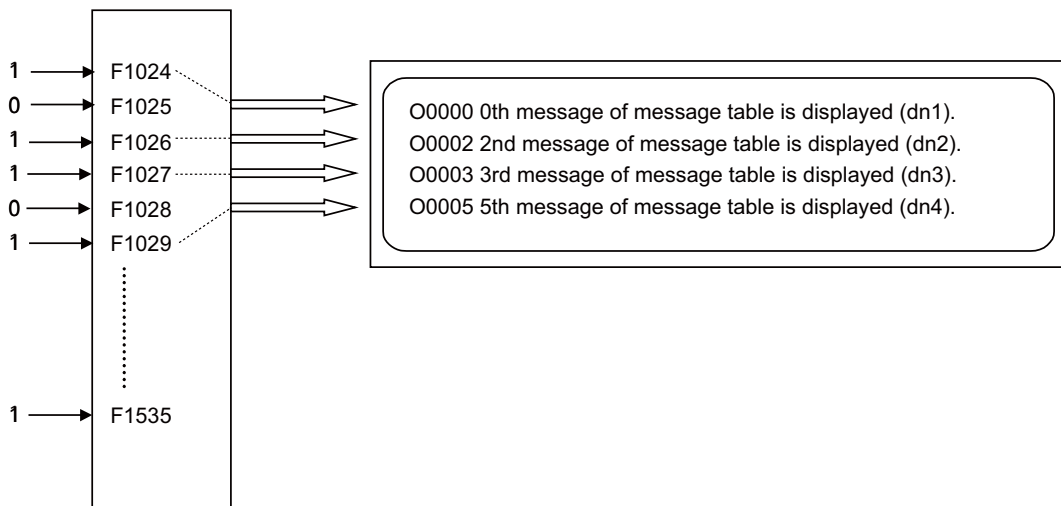 1 F1024
0 F1025
1 F1026
1 F1027
0 F1028
1 F1029
1 F1535
O0000 0th message of message table is displayed (dn1).
O0002 2nd message of message table is displayed (dn2).
O0003 3rd message of message table is displayed (dn3).
O0005 5th message of message table is displayed (dn4).